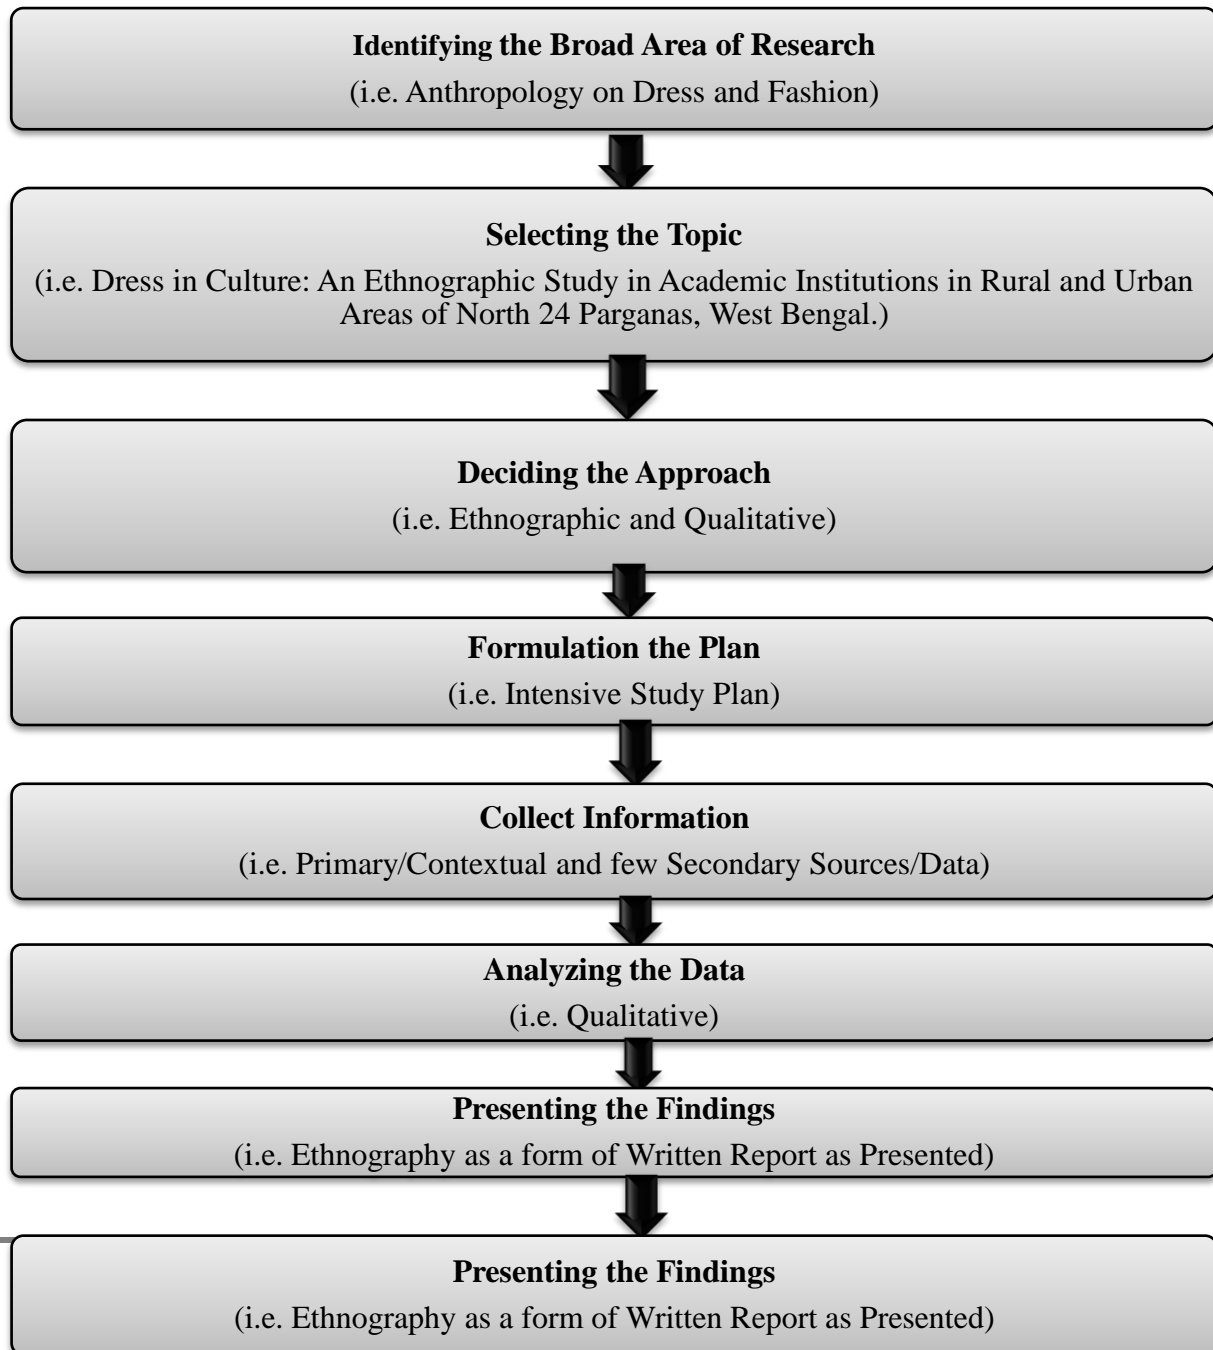 Identifying the Broad Area of Research
(i.e. Anthropology on Dress and Fashion)
Selecting the Topic
(i.e. Dress in Culture: An Ethnographic Study in Academic Institutions in Rural and Urban
Areas of North 24 Parganas, West Bengal.)
Deciding the Approach
(i.e. Ethnographic and Qualitative)
Formulation the Plan
(i.e. Intensive Study Plan)
Collect Information
(i.e. Primary/Contextual and few Secondary Sources/Data)
Analyzing the Data
(i.e. Qualitative)
Presenting the Findings
(i.e. Ethnography as a form of Written Report as Presented)
Presenting the Findings
(i.e. Ethnography as a form of Written Report as Presented)